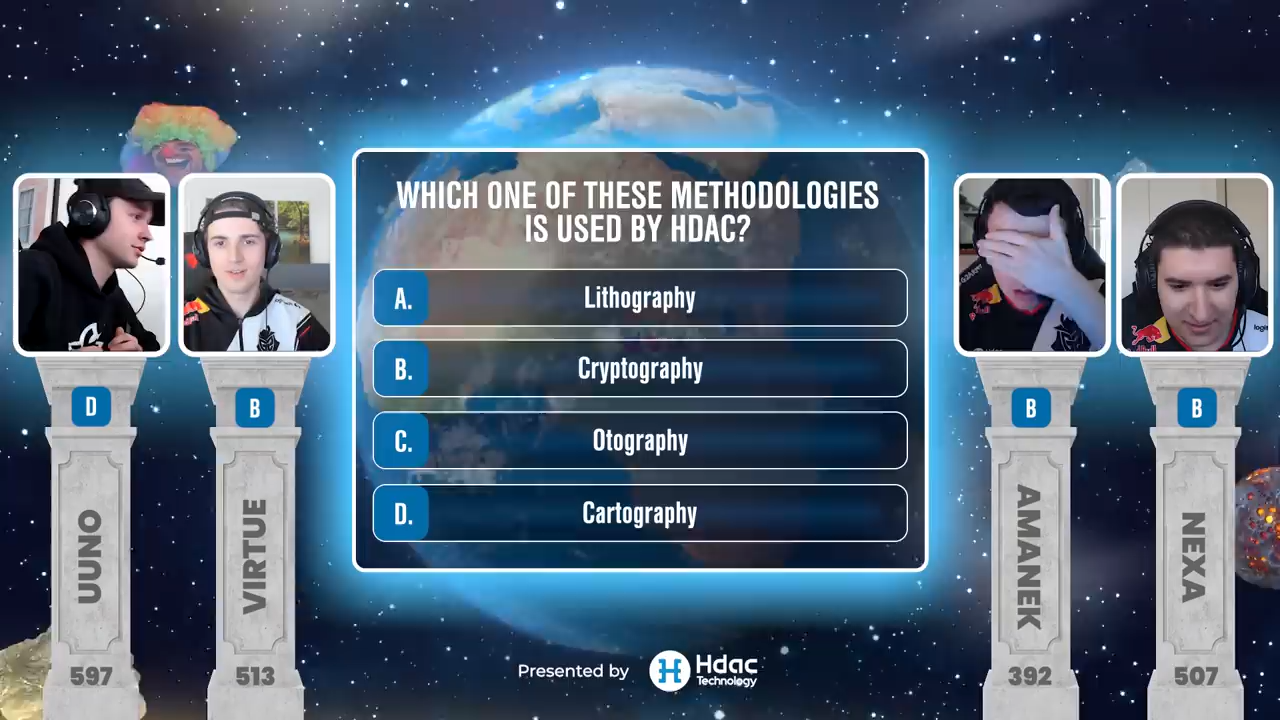 WHICH ONE OF THESE METHODOLOGIES
IS USED BY HDAC?
A. Lithography
B. Cryptography
C. Otography
D. Cartography
D
B
B
B
UUNO
VIRTUE
AMANEK
NEXA
597
513
392
507
Presented by Hdac
Technology